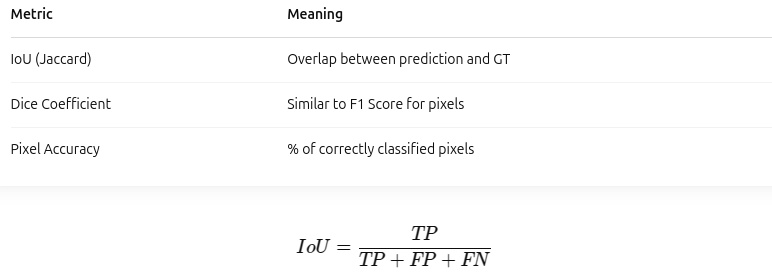 Metric Meaning
IoU (Jaccard) Overlap between prediction and GT
Dice Coefficient Similar to F1 Score for pixels
Pixel Accuracy % of correctly classified pixels
IoU = TP / (TP + FP + FN)